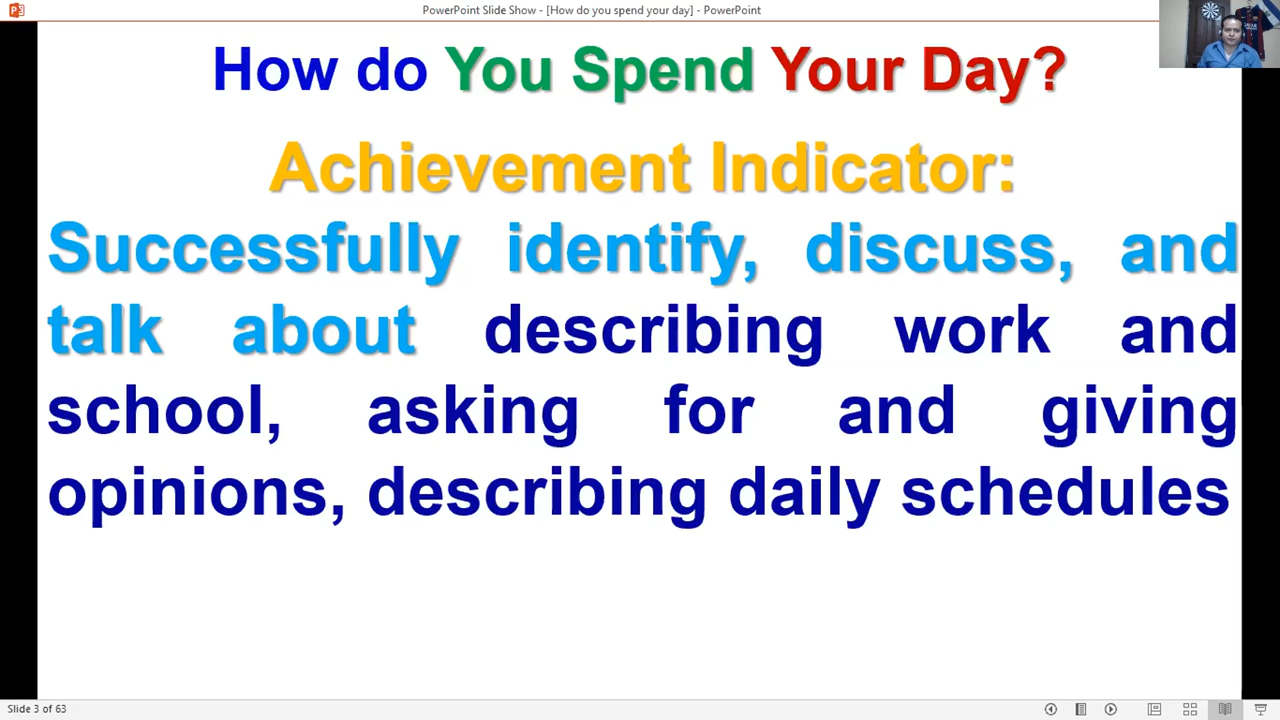 PowerPoint Slide Show - [How do you spend your day] - PowerPoint
How do You Spend Your Day?
Achievement Indicator:
Successfully identify, discuss, and
talk about describing work and
school, asking for and giving
opinions, describing daily schedules
Slide 3 of 63